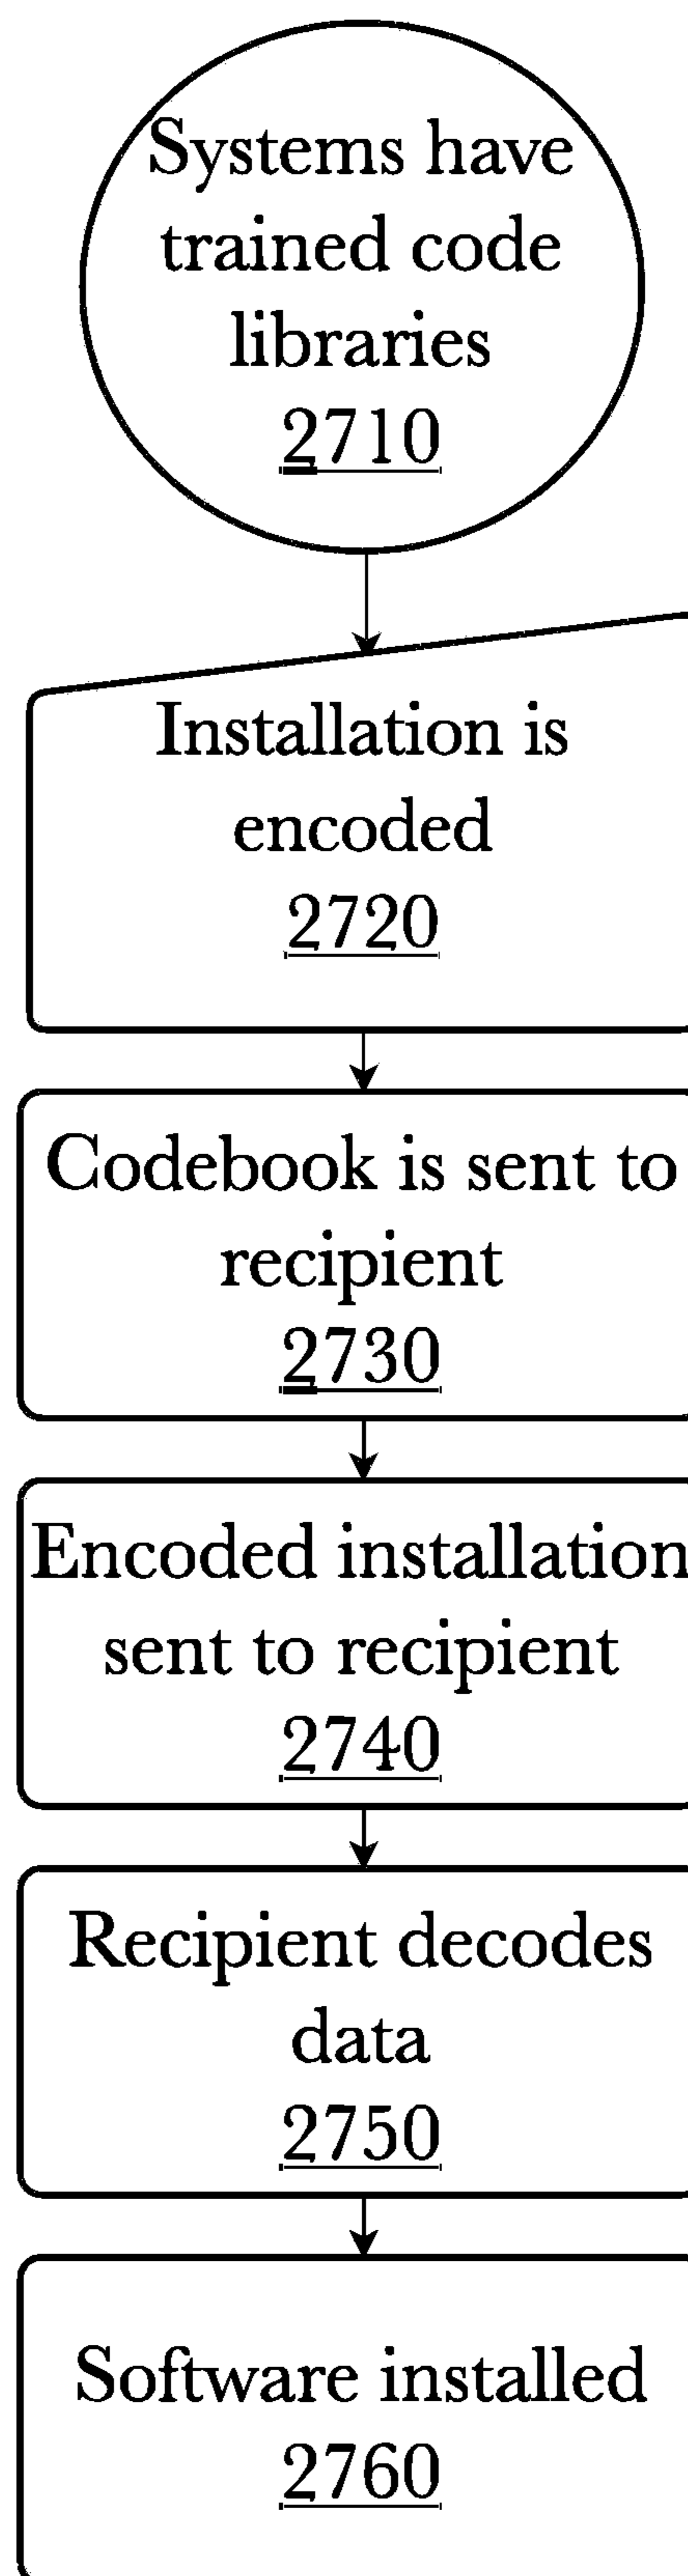 Systems have
trained code
libraries
2710
Installation is
encoded
2720
Codebook is sent to
recipient
2730
Encoded installation
sent to recipient
2740
Recipient decodes
data
2750
Software installed
2760